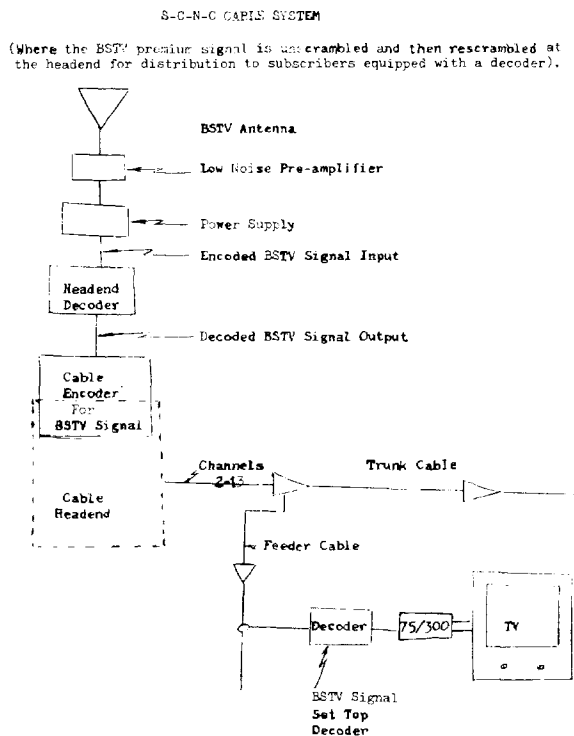 S-C-N-C CABLE SYSTEM
(Where the BSTV premium signal is unscrambled and then rescrambled at
the headend for distribution to subscribers equipped with a decoder).
BSTV Antenna
Low Noise Pre-amplifier
Power Supply
Encoded BSTV Signal Input
Headend
Decoder
Decoded BSTV Signal Output
Cable
Encoder
For
BSTV Signal
Channels
2-13
Trunk Cable
Cable
Headend
Feeder Cable
Decoder
75/300
TV
BSTV Signal
Set Top
Decoder